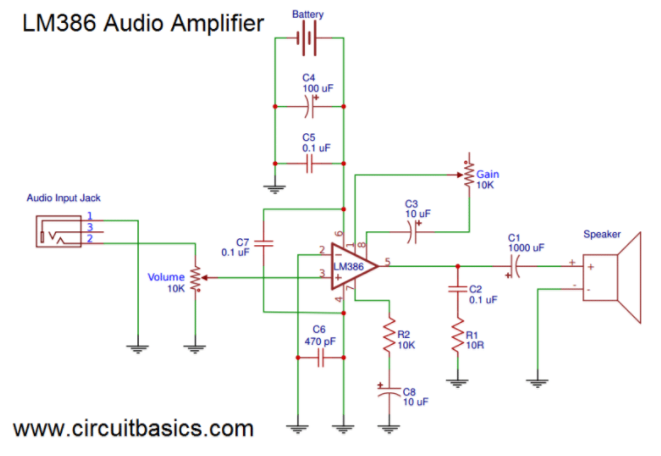 LM386 Audio Amplifier
Battery
C4
100 uF
+
C5
0.1 uF
Audio Input Jack
1
3
2
Gain
10K
C3
10 uF
+
C7
0.1 uF
6
1
8
2
-
LM386
5
3
+
4
7
Volume
10K
C1
1000 uF
+
Speaker
+
+
-
-
C2
0.1 uF
C6
470 pF
R2
10K
R1
10R
+
C8
10 uF
www.circuitbasics.com